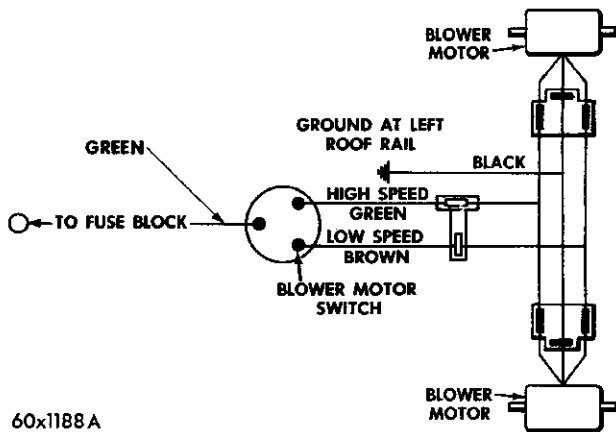 BLOWER
MOTOR
GROUND AT LEFT
ROOF RAIL
GREEN
BLACK
HIGH SPEED
GREEN
TO FUSE BLOCK
LOW SPEED
BROWN
BLOWER MOTOR
SWITCH
BLOWER
MOTOR
60x1188A